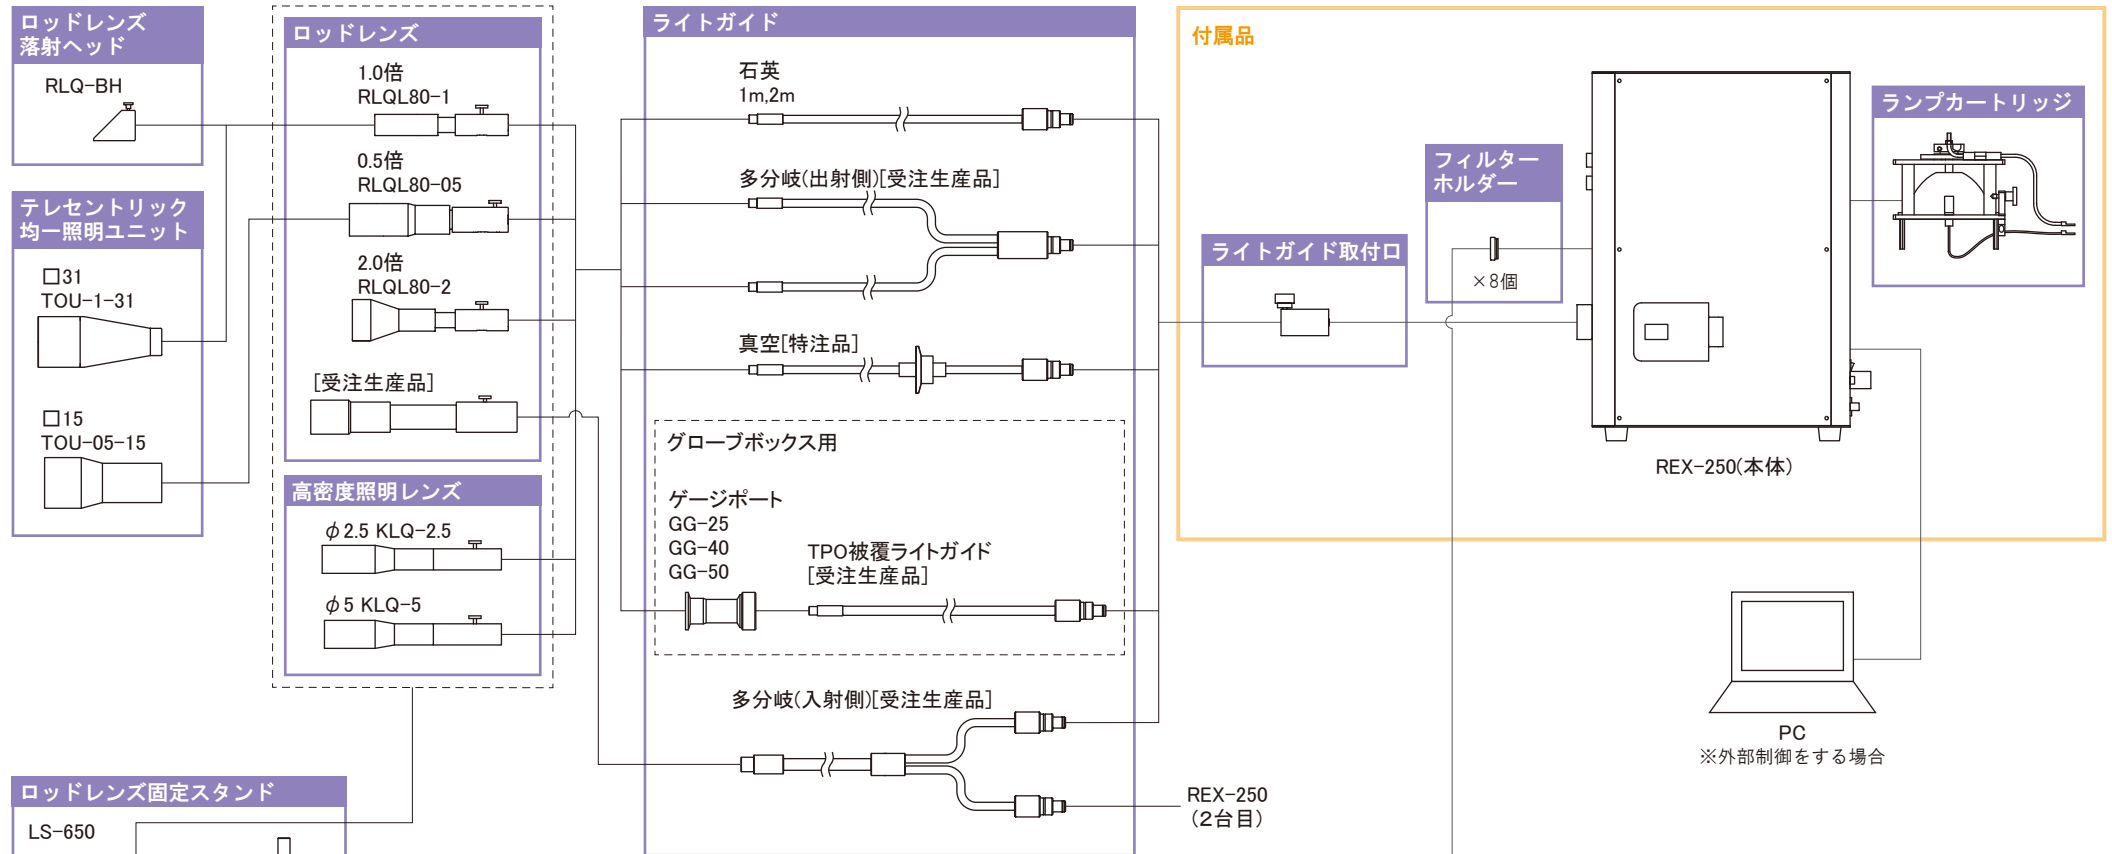 ロッドレンズ
落射ヘッド
RLQ-BH
テレセントリック
均一照明ユニット
□31
TOU-1-31
□15
TOU-05-15
ロッドレンズ
1.0倍
RLQL80-1
0.5倍
RLQL80-05
2.0倍
RLQL80-2
[受注生産品]
高密度照明レンズ
φ2.5 KLQ-2.5
φ5 KLQ-5
ロッドレンズ固定スタンド
LS-650
ライトガイド
石英
1m,2m
多分岐(出射側)[受注生産品]
真空[特注品]
グローブボックス用
ゲージポート
GG-25
GG-40
GG-50
TPO被覆ライトガイド
[受注生産品]
多分岐(入射側)[受注生産品]
REX-250
(2台目)
付属品
ライトガイド取付口
フィルター
ホルダー
×8個
ランプカートリッジ
REX-250(本体)
PC
※外部制御をする場合